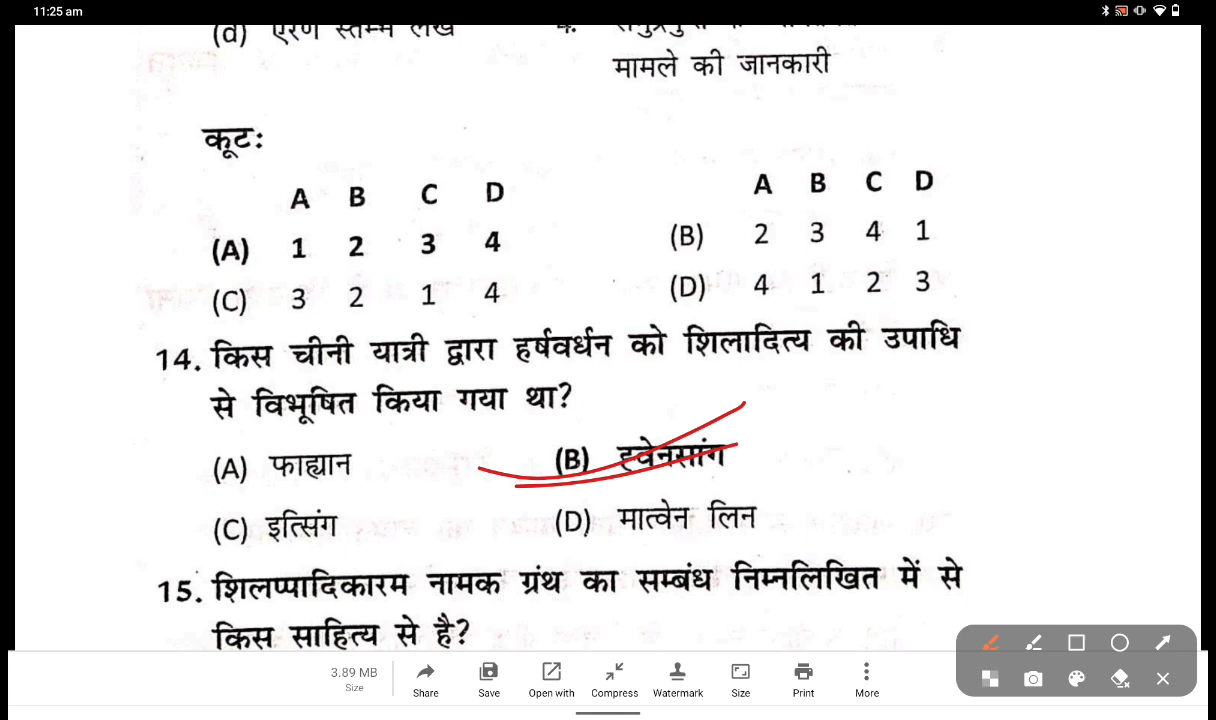 11:25 am
(d) एरण स्तम्भ लेख 4.
मामले की जानकारी
कूटः
A B C D A B C D
(A) 1 2 3 4 (B) 2 3 4 1
(C) 3 2 1 4 (D) 4 1 2 3
14. किस चीनी यात्री द्वारा हर्षवर्धन को शिलादित्य की उपाधि
से विभूषित किया गया था?
(A) फाह्यान (B) ह्वेनसांग
(C) इत्सिंग (D) मात्वेन लिन
15. शिलप्पादिकारम नामक ग्रंथ का सम्बंध निम्नलिखित में से
किस साहित्य से है?
3.89 MB
Size
Share Save Open with Compress Watermark Size Print More